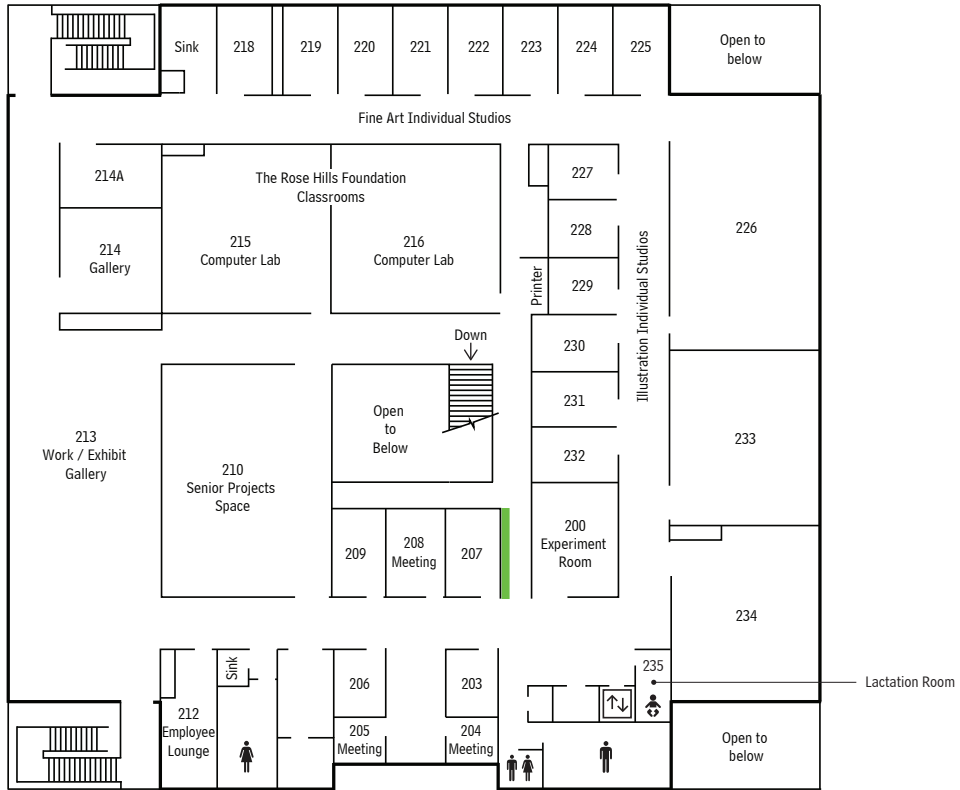 Sink
218
219
220
221
222
223
224
225
Open to
below
Fine Art Individual Studios
214A
The Rose Hills Foundation
Classrooms
227
226
228
214
Gallery
215
Computer Lab
216
Computer Lab
Printer
229
Illustration Individual Studios
Down
230
231
Open
to
Below
213
Work / Exhibit
Gallery
233
232
210
Senior Projects
Space
200
Experiment
Room
209
208
Meeting
207
234
Sink
206
203
235
Lactation Room
212
Employee
Lounge
205
Meeting
204
Meeting
Open to
below